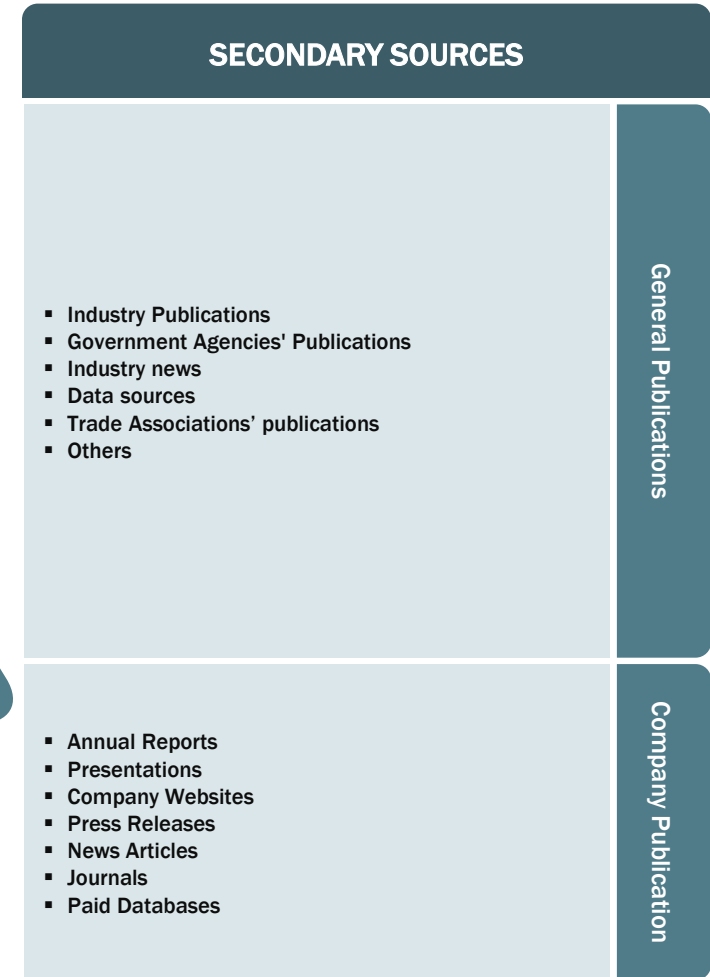 SECONDARY SOURCES
▪ Industry Publications
▪ Government Agencies' Publications
▪ Industry news
▪ Data sources
▪ Trade Associations’ publications
▪ Others
General Publications
▪ Annual Reports
▪ Presentations
▪ Company Websites
▪ Press Releases
▪ News Articles
▪ Journals
▪ Paid Databases
Company Publication